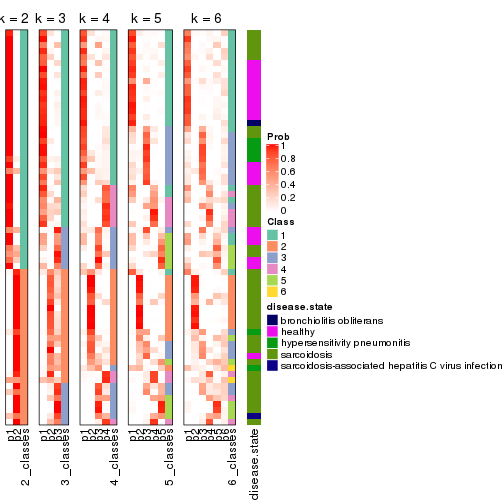 k = 2 k = 3 k = 4 k = 5 k = 6
Prob
1
0.8
0.6
0.4
0.2
0
Class
1
2
3
4
5
6
disease.state
bronchiolitis obliterans
healthy
hypersensitivity pneumonitis
sarcoidosis
sarcoidosis-associated hepatitis C virus infection
p1 p2 2_classes
p1 p2 p3 3_classes
p1 p2 p3 p4 4_classes
p1 p2 p3 p4 p5 5_classes
p1 p2 p3 p4 p5 p6 6_classes
disease.state